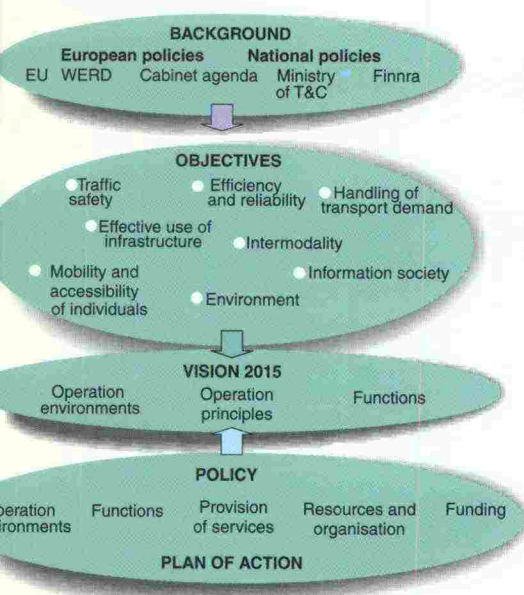 BACKGROUND
European policies National policies
EU WERD Cabinet agenda Ministry of T&C Finnra
OBJECTIVES
Traffic safety
Efficiency and reliability
Handling of transport demand
Effective use of infrastructure
Intermodality
Mobility and accessibility of individuals
Information society
Environment
VISION 2015
Operation environments
Operation principles
Functions
POLICY
Functions
Provision of services
Resources and organisation
Funding
PLAN OF ACTION